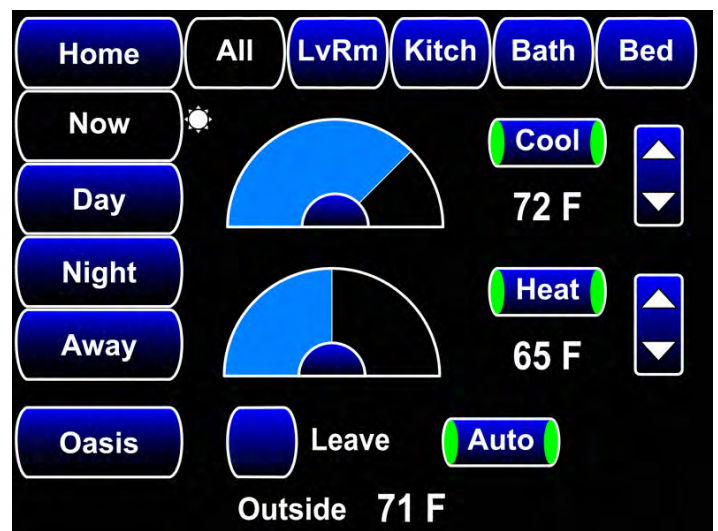 Home All LvRm Kitch Bath Bed
Now Cool
Day 72 F
Night Heat
Away 65 F
Oasis Leave Auto
Outside 71 F